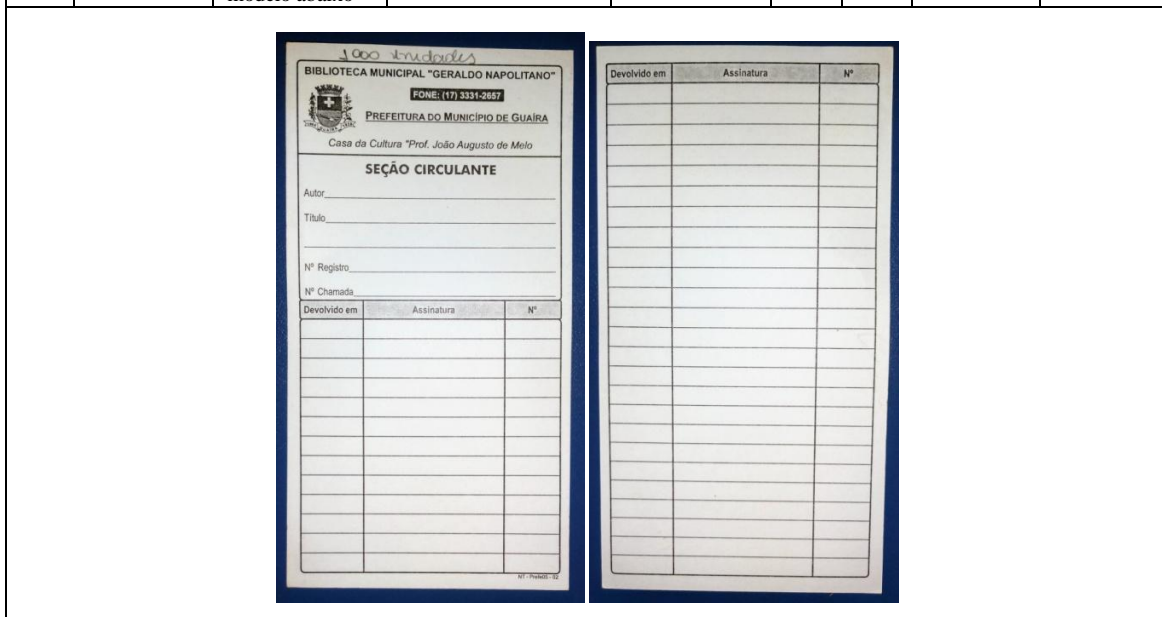 modelo abaixo
1000 unidades
BIBLIOTECA MUNICIPAL "GERALDO NAPOLITANO"
FONE: (17) 3331-2657
PREFEITURA DO MUNICÍPIO DE GUAÍRA
Casa da Cultura "Prof. João Augusto de Melo
SEÇÃO CIRCULANTE
Autor
Título
Nº Registro
Nº Chamada
Devolvido em Assinatura Nº
Devolvido em Assinatura Nº